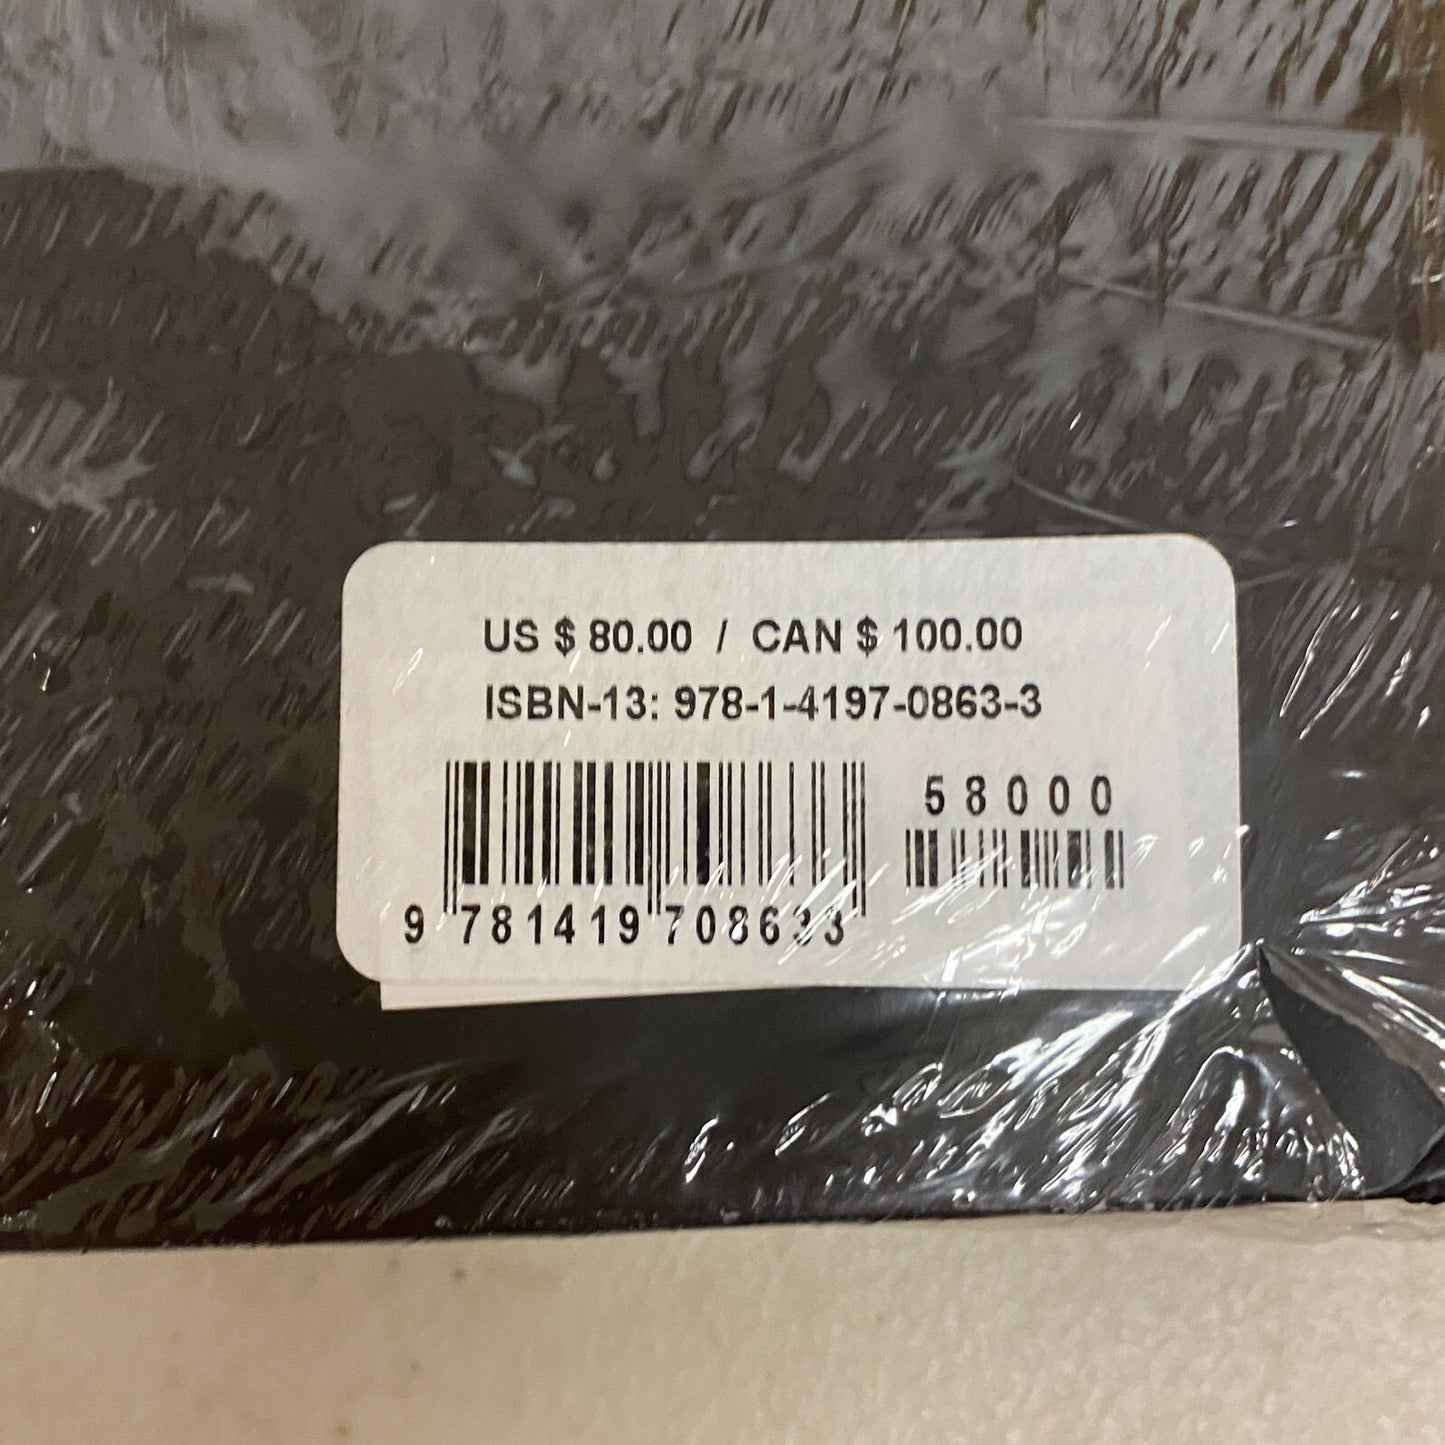 US $ 80.00 / CAN $ 100.00
ISBN-13: 978-1-4197-0863-3
58000
9 781419 708633